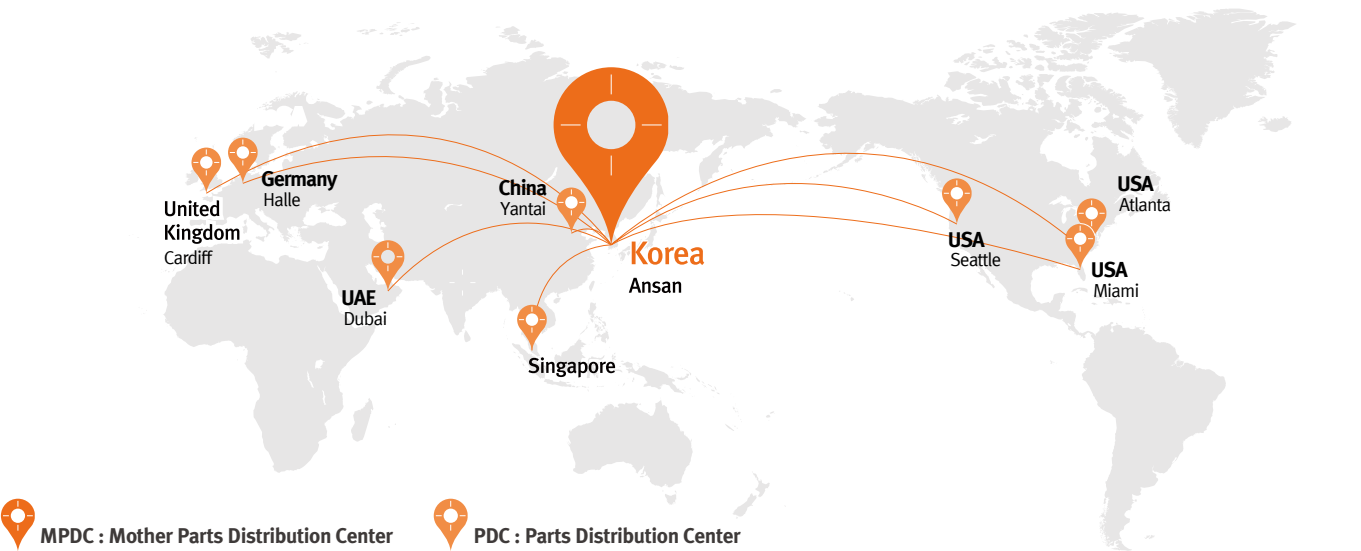 Germany
Halle
United
Kingdom
Cardiff
China
Yantai
Korea
Ansan
UAE
Dubai
Singapore
USA
Atlanta
USA
Seattle
USA
Miami
MPDC : Mother Parts Distribution Center
PDC : Parts Distribution Center